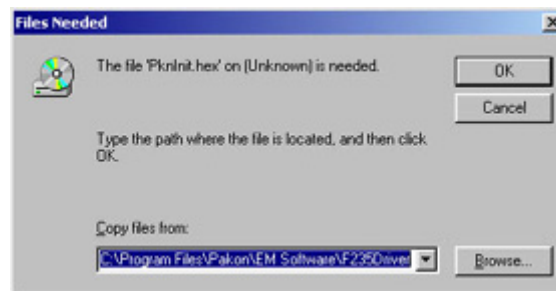 Files Needed
The file 'PknInit.hex' on (Unknown) is needed.
OK
Cancel
Type the path where the file is located, and then click
OK.
Copy files from:
C:\Program Files\Pakon\EM Software\F235Driver
Browse...